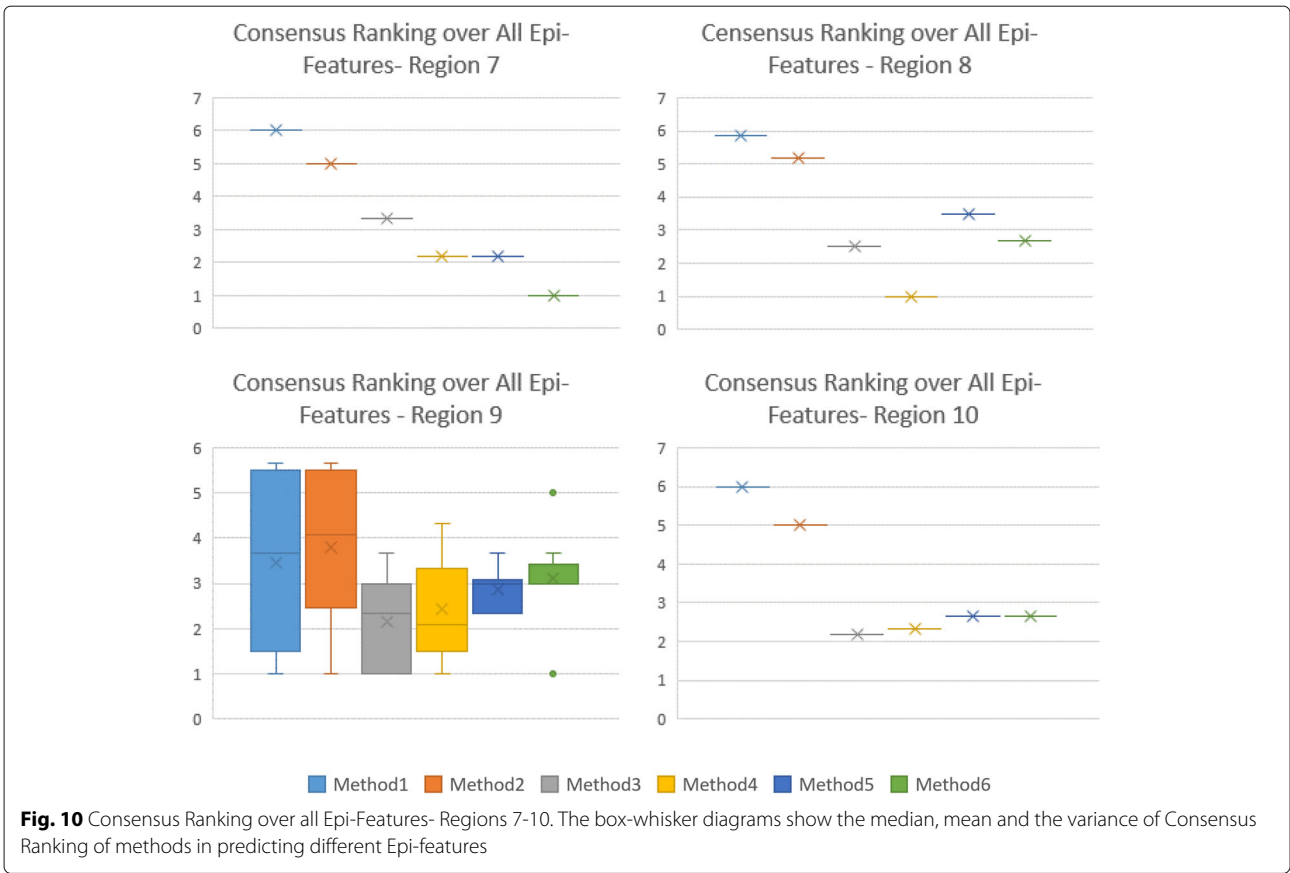 Consensus Ranking over All Epi-
Features- Region 7
7
6
5
4
3
2
1
0
Censensus Ranking over All Epi-
Features - Region 8
7
6
5
4
3
2
1
0
Consensus Ranking over All Epi-
Features - Region 9
6
5
4
3
2
1
0
Consensus Ranking over All Epi-
Features- Region 10
7
6
5
4
3
2
1
0
Method1 Method2 Method3 Method4 Method5 Method6
Fig. 10 Consensus Ranking over all Epi-Features- Regions 7-10. The box-whisker diagrams show the median, mean and the variance of Consensus
Ranking of methods in predicting different Epi-features